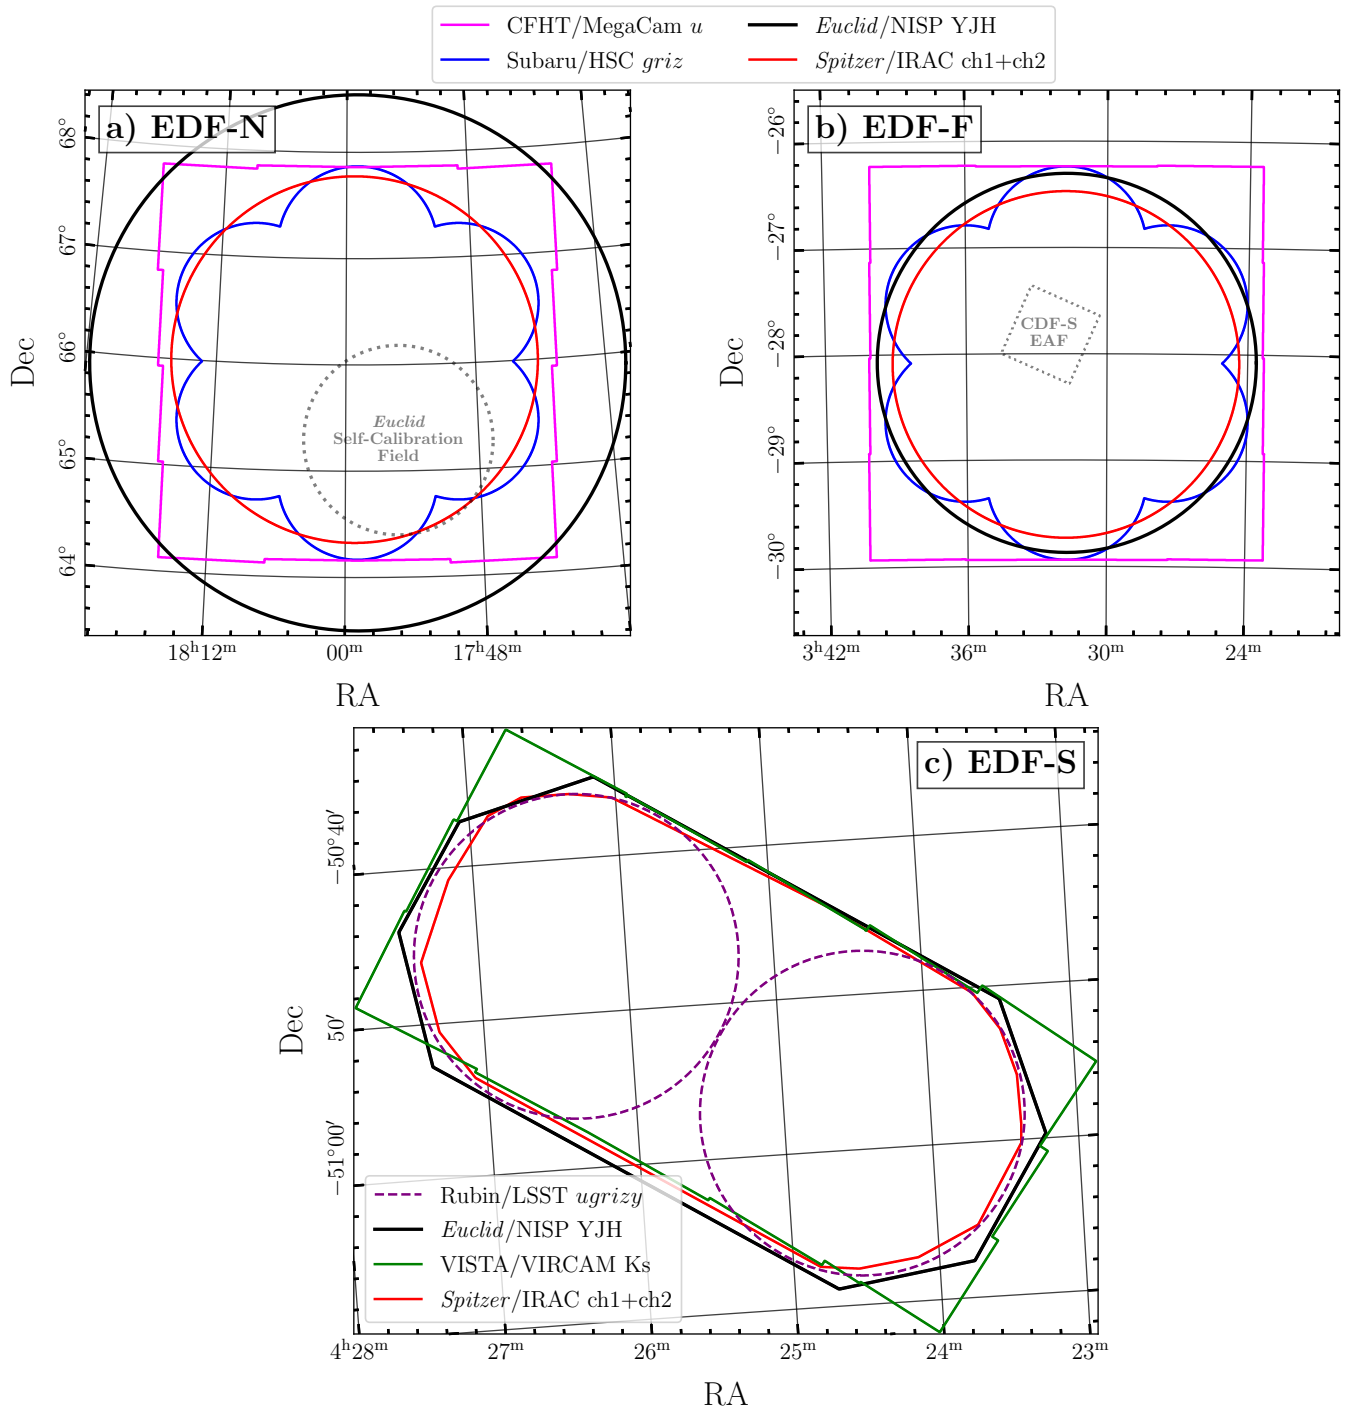 CFHT/MegaCam u
Euclid/NISP YJH
Subaru/HSC griz
Spitzer/IRAC ch1+ch2
a) EDF-N
68°
67°
66°
65°
64°
Dec
Euclid
Self-Calibration
Field
18ʰ12ᵐ
00ᵐ
17ʰ48ᵐ
RA
b) EDF-F
−26°
−27°
−28°
−29°
−30°
Dec
CDF-S
EAF
3ʰ42ᵐ
36ᵐ
30ᵐ
24ᵐ
RA
c) EDF-S
−50°40′
50′
−51°00′
Dec
Rubin/LSST ugrizy
Euclid/NISP YJH
VISTA/VIRCAM Ks
Spitzer/IRAC ch1+ch2
4ʰ28ᵐ
27ᵐ
26ᵐ
25ᵐ
24ᵐ
23ᵐ
RA